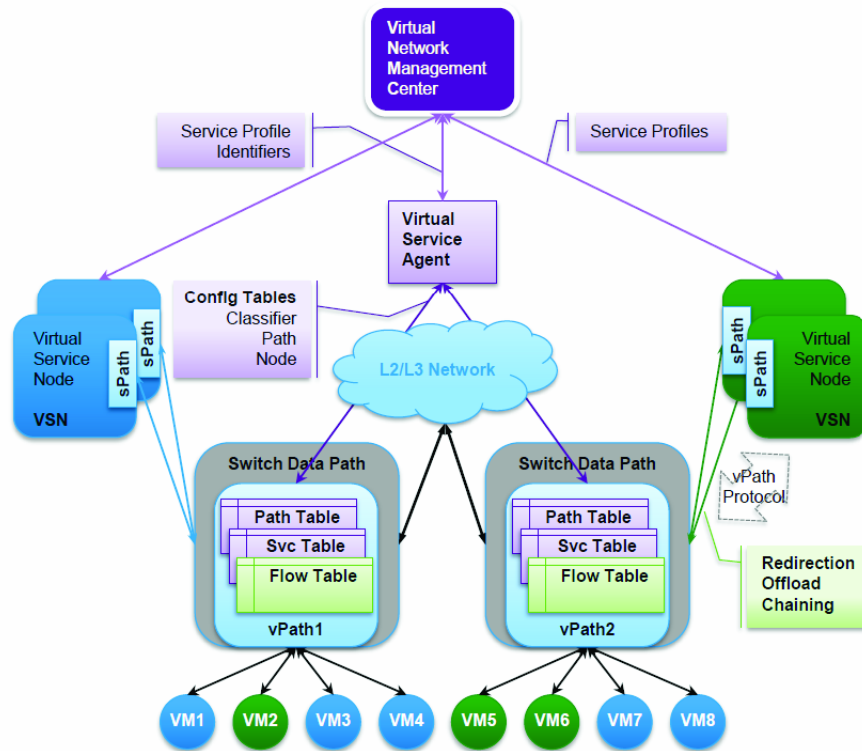 Virtual
Network
Management
Center
Service Profile
Identifiers
Service Profiles
Virtual
Service
Agent
Config Tables
Classifier
Path
Node
L2/L3 Network
sPath
Virtual
Service
Node
sPath
VSN
sPath
Virtual
Service
Node
sPath
VSN
Switch Data Path
Path Table
Svc Table
Flow Table
vPath1
Switch Data Path
Path Table
Svc Table
Flow Table
vPath2
vPath
Protocol
Redirection
Offload
Chaining
VM1
VM2
VM3
VM4
VM5
VM6
VM7
VM8